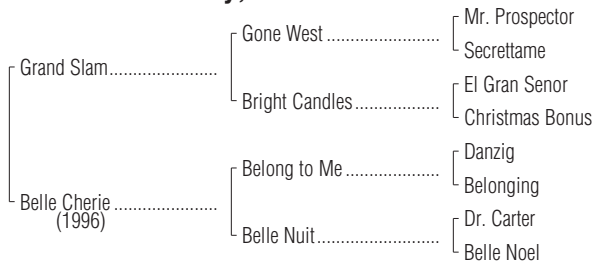 Mr. Prospector
Gone West ........................
Secrettame
Grand Slam.......................
El Gran Senor
Bright Candles ..................
Christmas Bonus
Danzig
Belong to Me ....................
Belonging
Belle Cherie ......................
(1996)
Dr. Carter
Belle Nuit..........................
Belle Noel